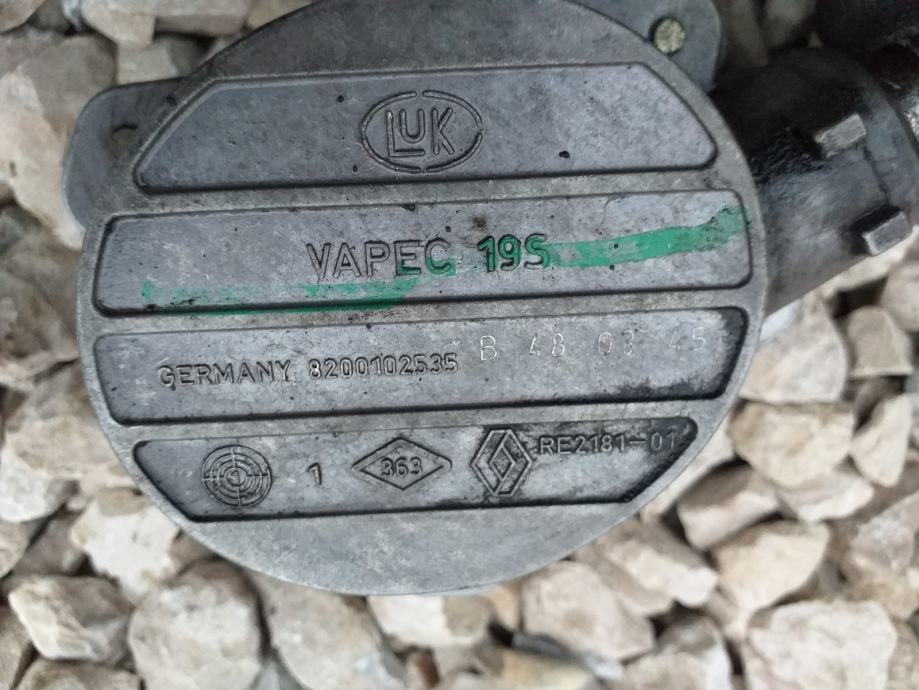 LUK
VAPEC 19S
GERMANY 8200102535 B 48 03 45
1 363 RE2181-01